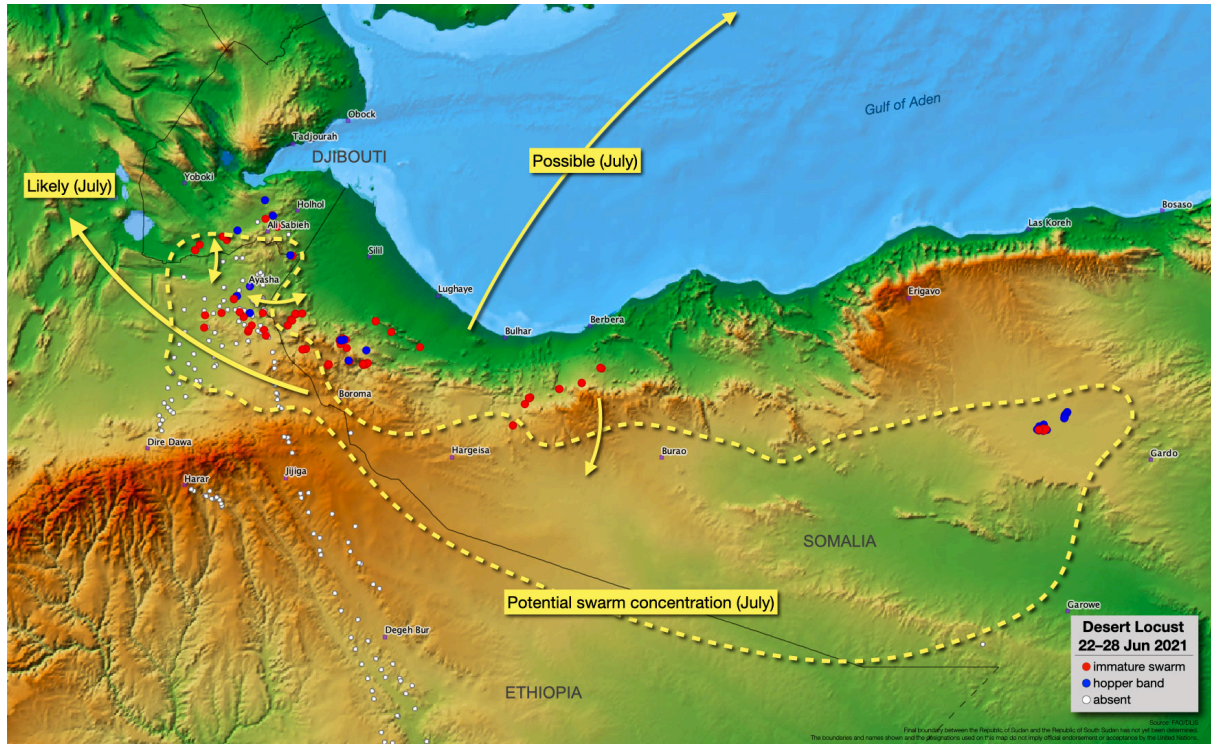 Gulf of Aden
Obock
Tadjourah
DJIBOUTI
Possible (July)
Yoboki
Likely (July)
Holhol
Bosaso
Ali Sabieh
Las Koreh
Silil
Ayasha
Lughaye
Erigavo
Berbera
Bulhar
Boroma
Dire Dawa
Hargeisa
Burao
Gardo
Harar
Jijiga
SOMALIA
Potential swarm concentration (July)
Garowe
Degeh Bur
ETHIOPIA
Desert Locust
22–28 Jun 2021
immature swarm
hopper band
absent
Source: FAO/DLIS
Final boundary between the Republic of Sudan and the Republic of South Sudan has not yet been determined.
The boundaries and names shown and the designations used on this map do not imply official endorsement or acceptance by the United Nations.